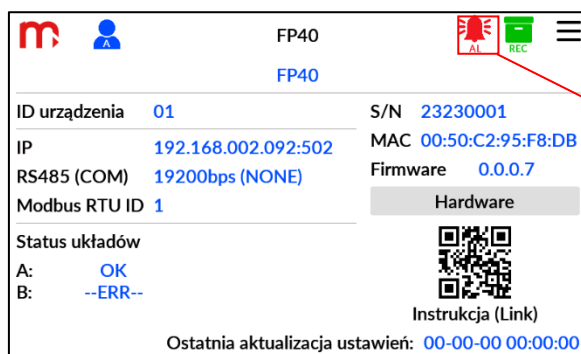 m A FP40 AL REC
FP40
ID urządzenia 01 S/N 23230001
IP 192.168.002.092:502 MAC 00:50:C2:95:F8:DB
RS485 (COM) 19200bps (NONE) Firmware 0.0.0.7
Modbus RTU ID 1 Hardware
Status układów
A: OK
B: --ERR--
Instrukcja (Link)
Ostatnia aktualizacja ustawień: 00-00-00 00:00:00